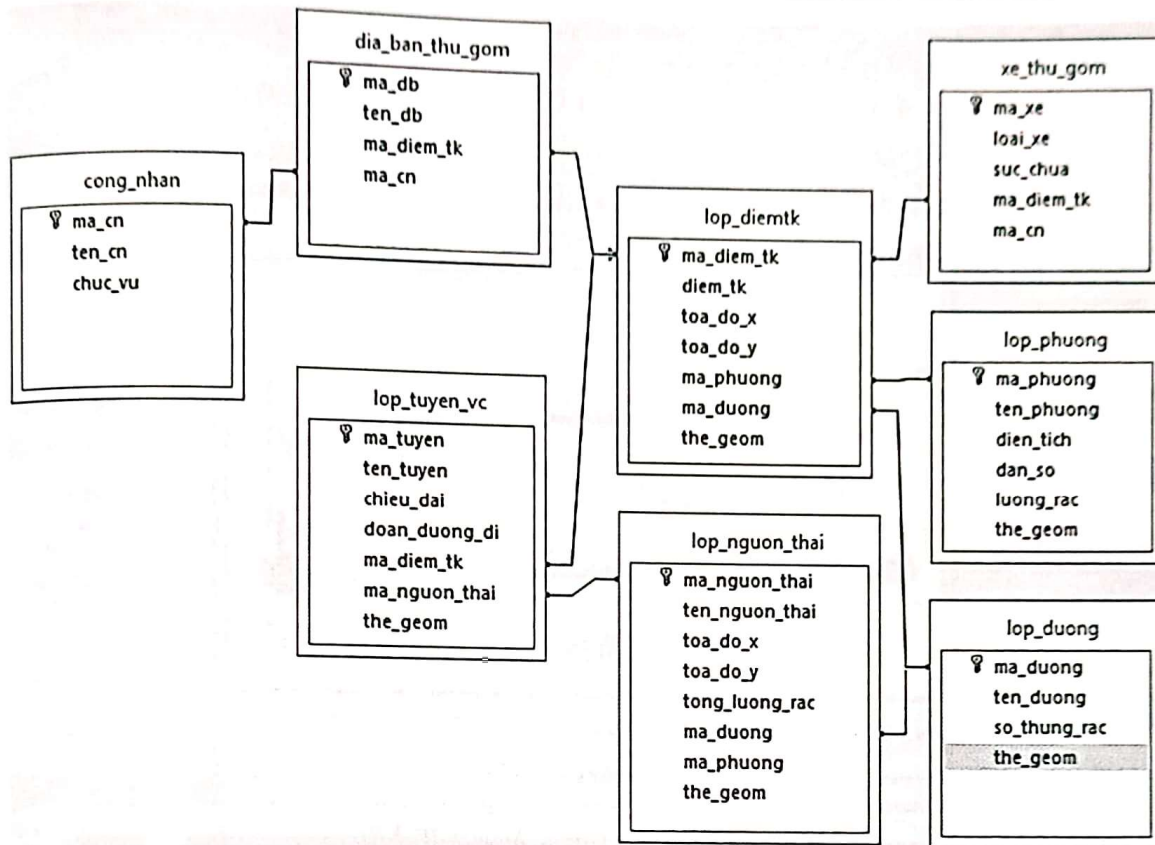 dia_ban_thu_gom
ma_db
ten_db
ma_diem_tk
ma_cn
xe_thu_gom
ma_xe
loai_xe
suc_chua
ma_diem_tk
ma_cn
cong_nhan
ma_cn
ten_cn
chuc_vu
lop_diemtk
ma_diem_tk
diem_tk
toa_do_x
toa_do_y
ma_phuong
ma_duong
the_geom
lop_phuong
ma_phuong
ten_phuong
dien_tich
dan_so
luong_rac
the_geom
lop_tuyen_vc
ma_tuyen
ten_tuyen
chieu_dai
doan_duong_di
ma_diem_tk
ma_nguon_thai
the_geom
lop_nguon_thai
ma_nguon_thai
ten_nguon_thai
toa_do_x
toa_do_y
tong_luong_rac
ma_duong
ma_phuong
the_geom
lop_duong
ma_duong
ten_duong
so_thung_rac
the_geom